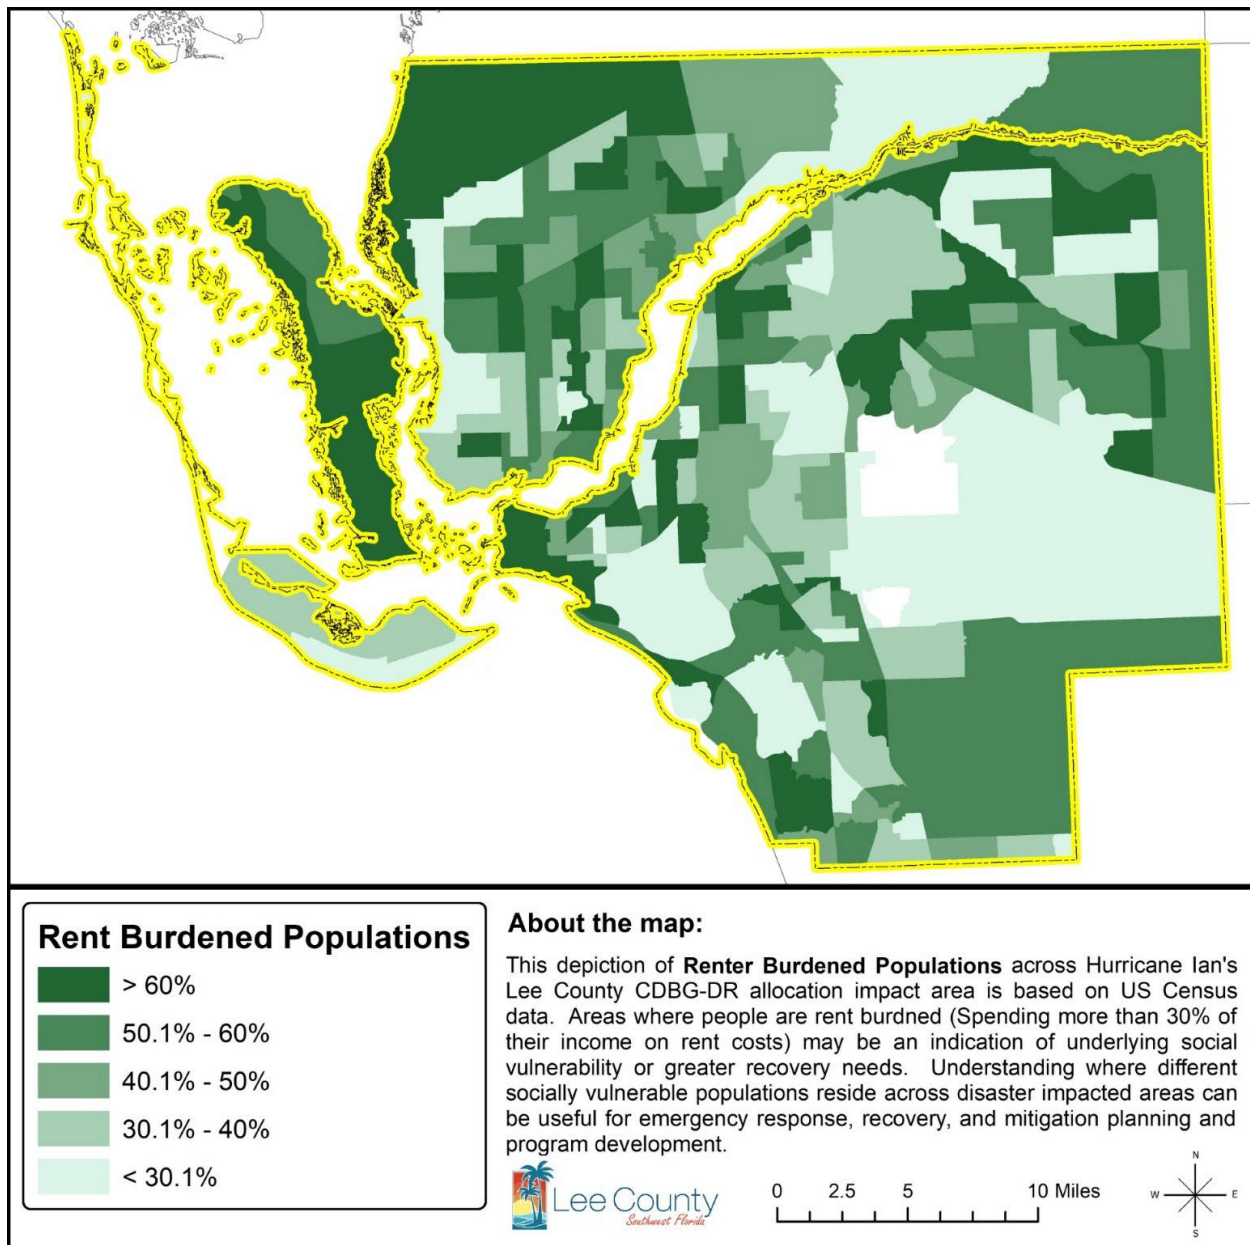 Rent Burdened Populations
> 60%
50.1% - 60%
40.1% - 50%
30.1% - 40%
< 30.1%
About the map:
This depiction of Renter Burdened Populations across Hurricane Ian's
Lee County CDBG-DR allocation impact area is based on US Census
data. Areas where people are rent burdned (Spending more than 30% of
their income on rent costs) may be an indication of underlying social
vulnerability or greater recovery needs. Understanding where different
socially vulnerable populations reside across disaster impacted areas can
be useful for emergency response, recovery, and mitigation planning and
program development.
Lee County
Southwest Florida
0 2.5 5 10 Miles
N
W E
S